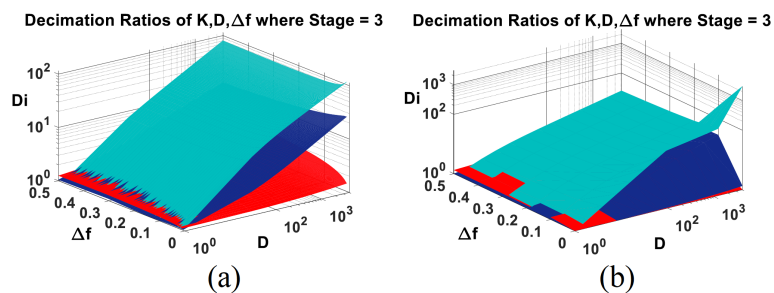 Decimation Ratios of K,D,Δf where Stage = 3
Decimation Ratios of K,D,Δf where Stage = 3
10²
Di
10¹
10⁰
0.5
0.4
0.3
0.2
0.1
0
Δf
10⁰
10²
10³
D
10³
Di
10²
10⁰
0.5
0.4
0.3
0.2
0.1
0
Δf
10⁰
10²
10³
D
(a)
(b)